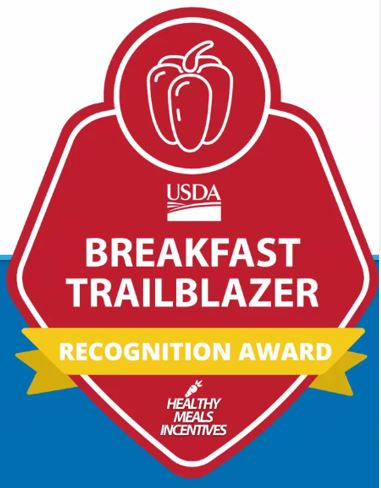 USDA
BREAKFAST
TRAILBLAZER
RECOGNITION AWARD
HEALTHY
MEALS
INCENTIVES